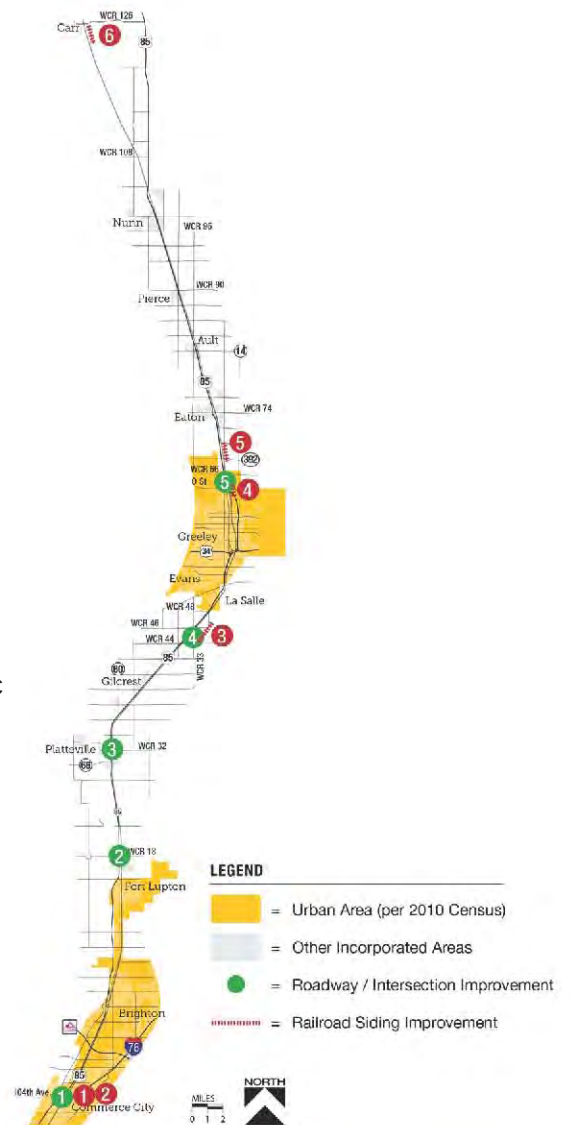 WCR 126
Carr
6
85
WCR 108
Nunn
WCR 96
WCR 90
Pierce
Ault
14
85
Eaton
WCR 74
5
392
WCR 66
O St
5
4
Greeley
34
Evans
La Salle
WCR 48
WCR 46
4
3
WCR 44
85
WCR 33
60
Gilcrest
C
3
Platteville
WCR 32
66
85
2
WCR 18
Fort Lupton
LEGEND
= Urban Area (per 2010 Census)
= Other Incorporated Areas
= Roadway / Intersection Improvement
= Railroad Siding Improvement
Brighton
76
85
104th Ave
1
1
2
Commerce City
MILES
0 1 2
NORTH